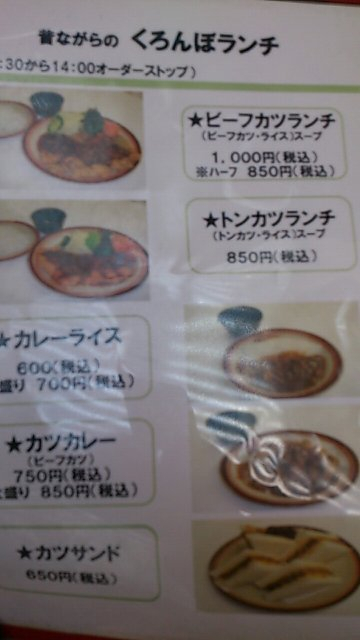 昔ながらの くろんぼランチ
:30から14:00オーダーストップ)
★ビーフカツランチ
(ビーフカツ・ライス)スープ
1,000円(税込)
※ハーフ 850円(税込)
★トンカツランチ
(トンカツ・ライス)スープ
850円(税込)
★カレーライス
600(税込)
盛り 700円(税込)
★カツカレー
(ビーフカツ)
750円(税込)
盛り 850円(税込)
★カツサンド
650円(税込)